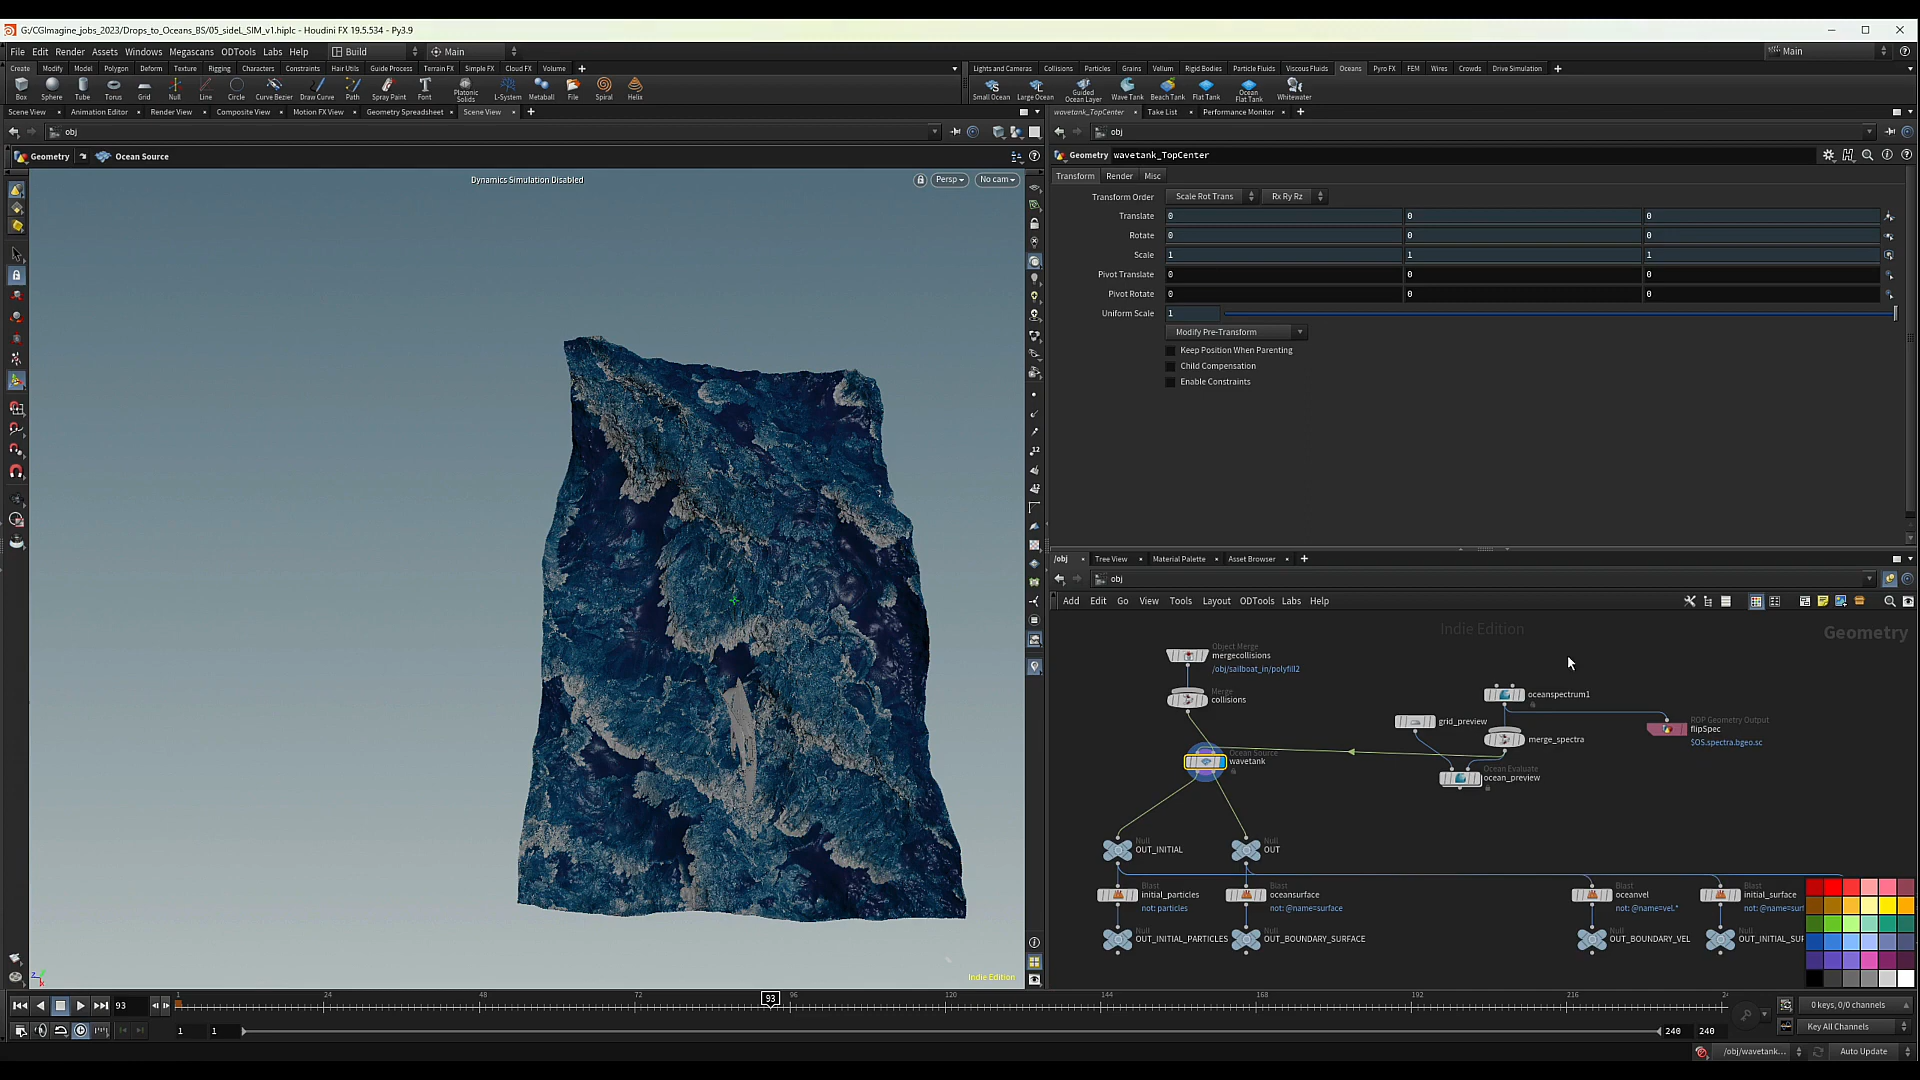 G:/CGImagine_jobs_2023/Drops_to_Oceans_BS/05_sideL_SIM_v1.hiplc - Houdini FX 19.5.534 - Py3.9
File Edit Render Assets Windows Megascans ODTools Labs Help Build Main Main
Create Modify Model Polygon Deform Texture Rigging Characters Constraints Hair Utils Guide Process Terrain FX Simple FX Cloud FX Volume
Lights and Cameras Collisions Particles Grains Vellum Rigid Bodies Particle Fluids Viscous Fluids Oceans Pyro FX FEM Wires Crowds Drive Simulation
Box Sphere Tube Torus Grid Null Line Circle Curve Bezier Draw Curve Path Spray Paint Font Platonic Solids L-System Metaball File Spiral Helix
Small Ocean Large Ocean Guided Ocean Layer Wave Tank Beach Tank Flat Tank Ocean Flat Tank Whitewater
Scene View Animation Editor Render View Composite View Motion FX View Geometry Spreadsheet Scene View
wavetank_TopCenter Take List Performance Monitor
obj
obj
Geometry Ocean Source
Geometry wavetank_TopCenter
Dynamics Simulation Disabled
Persp No cam
Transform Render Misc
Transform Order Scale Rot Trans Rx Ry Rz
Translate 0 0 0
Rotate 0 0 0
Scale 1 1 1
Pivot Translate 0 0 0
Pivot Rotate 0 0 0
Uniform Scale 1
Modify Pre-Transform
Keep Position When Parenting
Child Compensation
Enable Constraints
/obj Tree View Material Palette Asset Browser
obj
Add Edit Go View Tools Layout ODTools Labs Help
Indie Edition
Geometry
Object Merge
mergecollisions
/obj/sailboat_in/polyfill2
Merge
collisions
oceanspectrum1
grid_preview
merge_spectra
ROP Geometry Output
flipSpec
$OS.spectra.bgeo.sc
Ocean Source
wavetank
Ocean Evaluate
ocean_preview
Null
OUT_INITIAL
Null
OUT
Blast
initial_particles
not: particles
Blast
oceansurface
not: @name=surface
Blast
oceanvel
not: @name=vel.*
Blast
initial_surface
not: @name=surf
Null
OUT_INITIAL_PARTICLES
Null
OUT_BOUNDARY_SURFACE
Null
OUT_BOUNDARY_VEL
Null
OUT_INITIAL_SUR
Indie Edition
93
1 24 48 72 93 96 120 144 168 192 216 24
0 keys, 0/0 channels
1 1 240 240
Key All Channels
/obj/wavetank... Auto Update